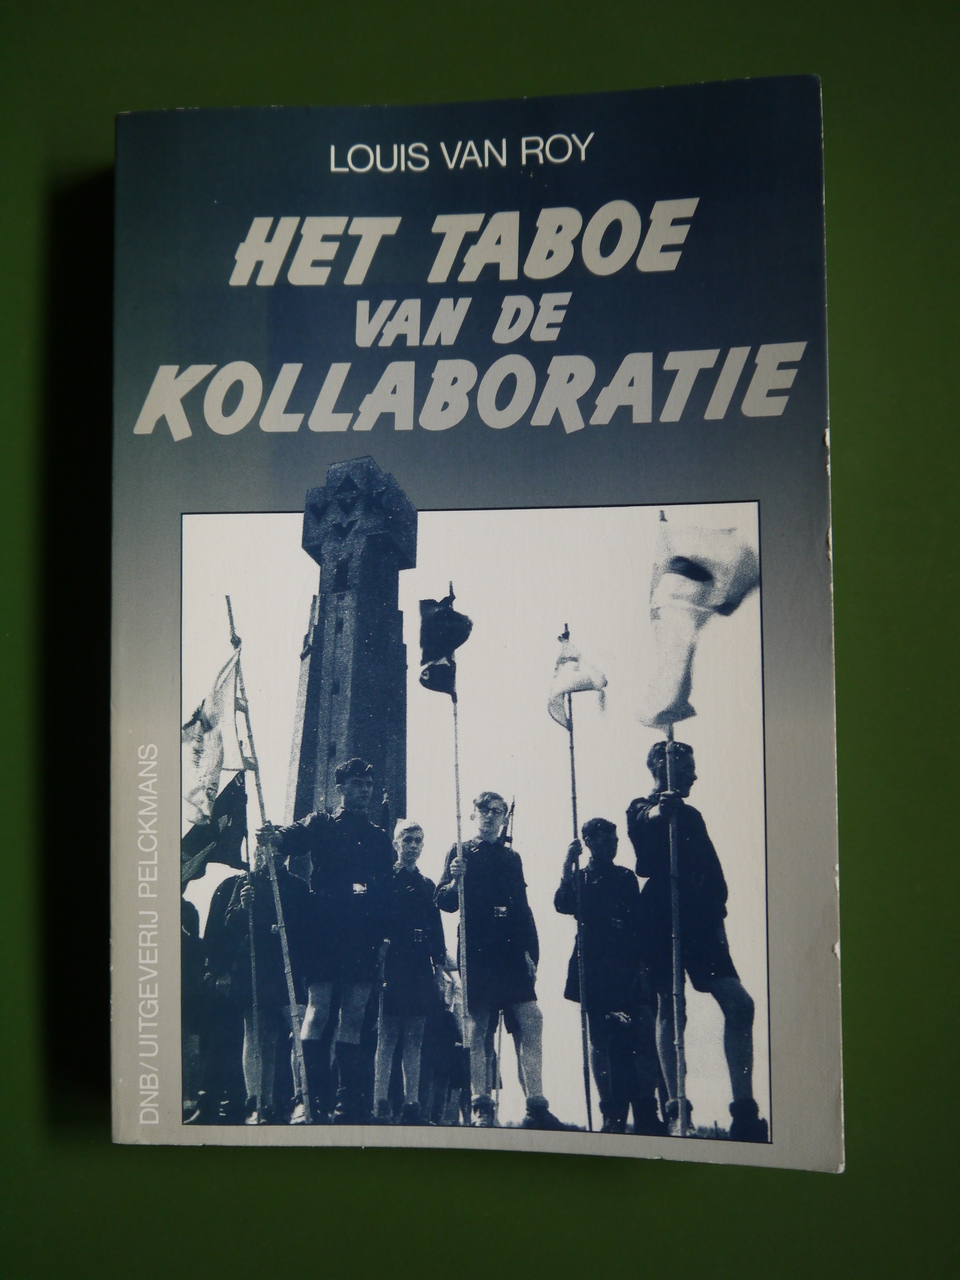 LOUIS VAN ROY
HET TABOE
VAN DE
KOLLABORATIE
DNB/UITGEVERIJ PELCKMANS